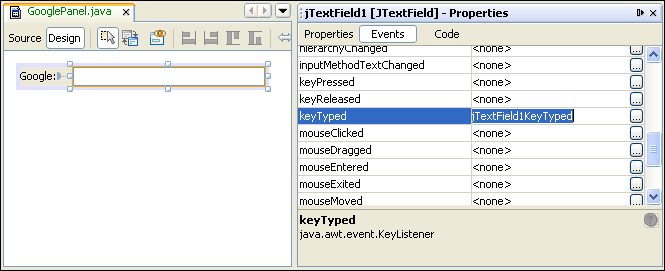 GooglePanel.java
Source Design
Google:
jTextField1 [JTextField] - Properties
Properties Events Code
hierarchyChanged <none>
inputMethodTextChanged <none> ...
keyPressed <none> ...
keyReleased <none> ...
keyTyped jTextField1KeyTyped ...
mouseClicked <none> ...
mouseDragged <none> ...
mouseEntered <none> ...
mouseExited <none> ...
mouseMoved <none> ...
keyTyped
java.awt.event.KeyListener
?